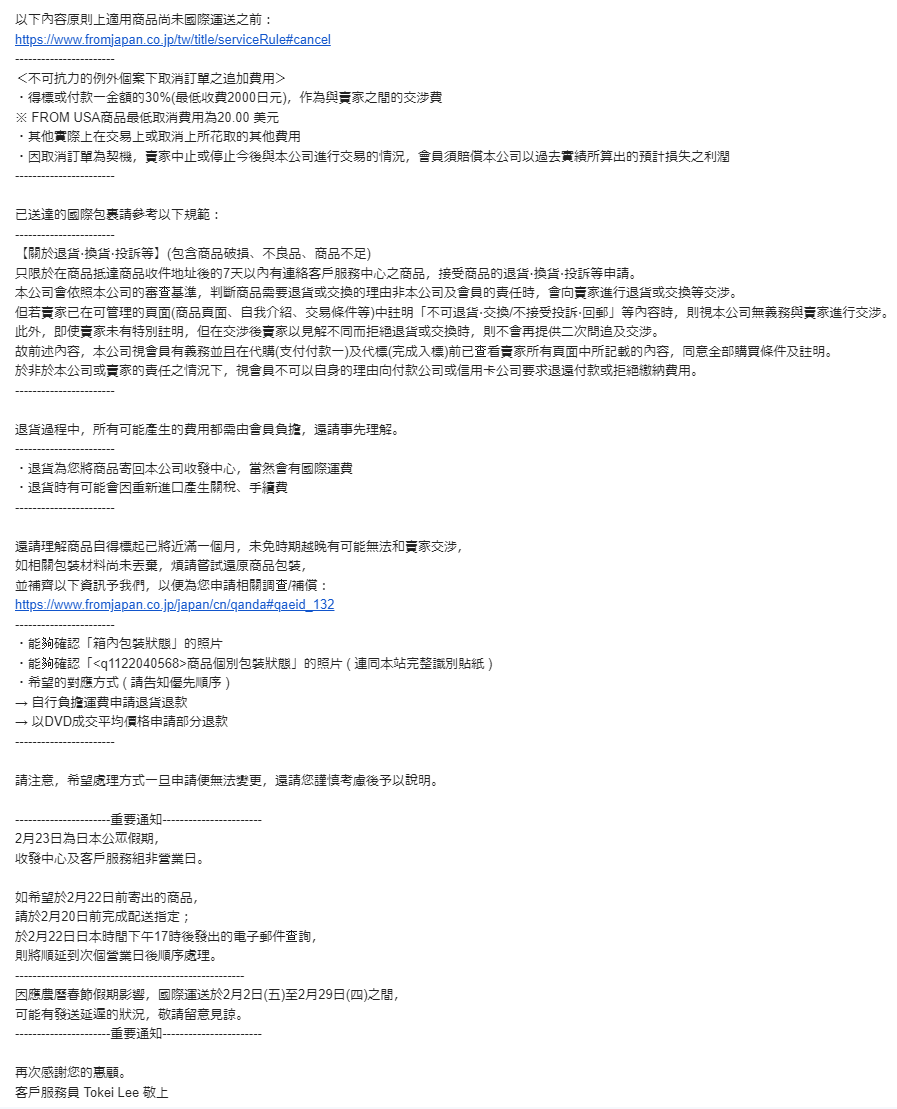 以下內容原則上適用商品尚未國際運送之前：
https://www.fromjapan.co.jp/tw/title/serviceRule#cancel
-----------------------
＜不可抗力的例外個案下取消訂單之追加費用＞
・得標或付款一金額的30%(最低收費2000日元)，作為與賣家之間的交涉費
※ FROM USA商品最低取消費用為20.00 美元
・其他實際上在交易上或取消上所花取的其他費用
・因取消訂單為契機，賣家中止或停止今後與本公司進行交易的情況，會員須賠償本公司以過去實績所算出的預計損失之利潤
-----------------------
已送達的國際包裹請參考以下規範：
-----------------------
【關於退貨·換貨·投訴等】(包含商品破損、不良品、商品不足)
只限於在商品抵達商品收件地址後的7天以內有連絡客戶服務中心之商品，接受商品的退貨·換貨·投訴等申請。
本公司會依照本公司的審查基準，判斷商品需要退貨或交換的理由非本公司及會員的責任時，會向賣家進行退貨或交換等交涉。
但若賣家已在可管理的頁面(商品頁面、自我介紹、交易條件等)中註明「不可退貨·交換/不接受投訴·回郵」等內容時，則視本公司無義務與賣家進行交涉。
此外，即使賣家未有特別註明，但在交涉後賣家以見解不同而拒絕退貨或交換時，則不會再提供二次問追及交涉。
故前述內容，本公司視會員有義務並且在代購(支付付款一)及代標(完成入標)前已查看賣家所有頁面中所記載的內容，同意全部購買條件及註明。
於非於本公司或賣家的責任之情況下，視會員不可以自身的理由向付款公司或信用卡公司要求退還付款或拒絕繳納費用。
-----------------------
退貨過程中，所有可能產生的費用都需由會員負擔，還請事先理解。
-----------------------
・退貨為您將商品寄回本公司收發中心，當然會有國際運費
・退貨時有可能會因重新進口產生關稅、手續費
-----------------------
還請理解商品自得標起已將近滿一個月，未免時期越晚有可能無法和賣家交涉，
如相關包裝材料尚未丟棄，煩請嘗試還原商品包裝，
並補齊以下資訊予我們，以便為您申請相關調查/補償：
https://www.fromjapan.co.jp/japan/cn/qanda#qaeid_132
-----------------------
・能夠確認「箱內包裝狀態」的照片
・能夠確認「<q1122040568>商品個別包裝狀態」的照片 ( 連同本站完整識別貼紙 )
・希望的對應方式 ( 請告知優先順序 )
→ 自行負擔運費申請退貨退款
→ 以DVD成交平均價格申請部分退款
-----------------------
請注意，希望處理方式一旦申請便無法變更，還請您謹慎考慮後予以說明。
----------------------重要通知-----------------------
2月23日為日本公眾假期，
收發中心及客戶服務組非營業日。
如希望於2月22日前寄出的商品，
請於2月20日前完成配送指定；
於2月22日日本時間下午17時後發出的電子郵件查詢，
則將順延到次個營業日後順序處理。
-----------------------------------------------------
因應農曆春節假期影響，國際運送於2月2日(五)至2月29日(四)之間，
可能有發送延遲的狀況，敬請留意見諒。
----------------------重要通知-----------------------
再次感謝您的惠顧。
客戶服務員 Tokei Lee 敬上